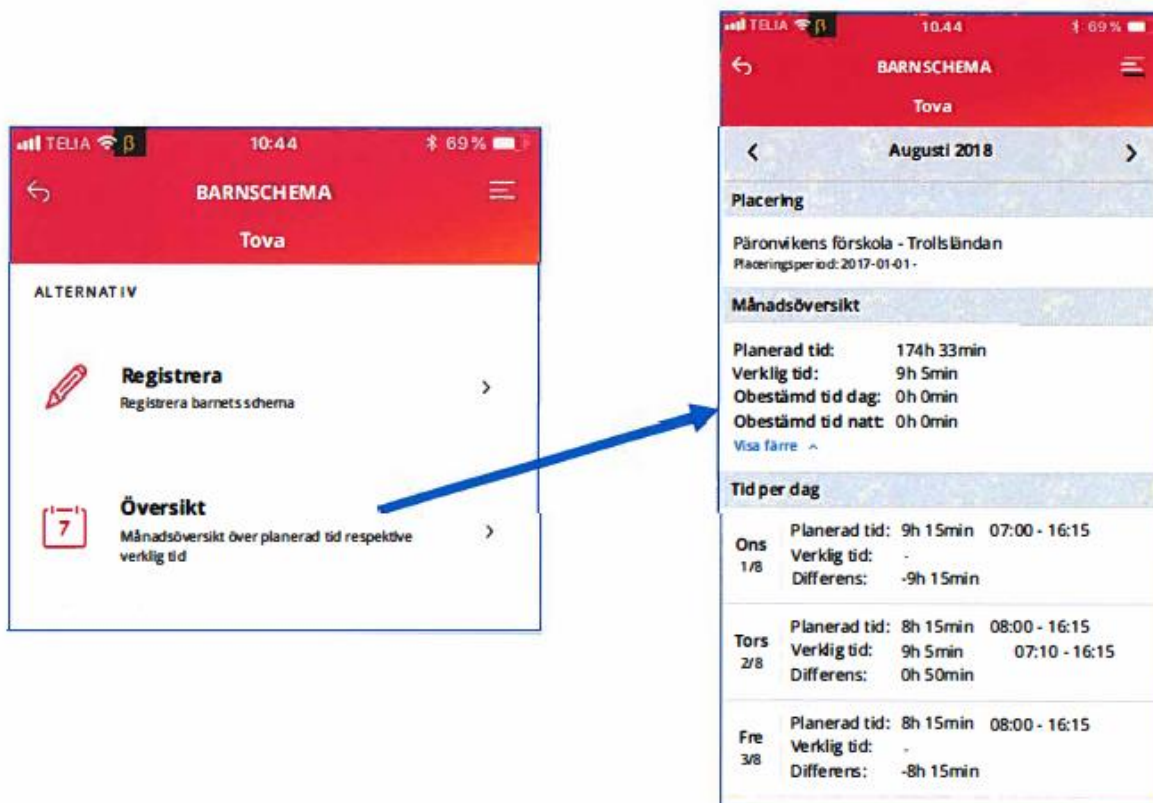 TELIA β 10:44 69%
BARNSCHEMA
Tova
ALTERNATIV
Registrera
Registrera barnets schema
7
Översikt
Månadsöversikt över planerad tid respektive
verklig tid
TELIA β 10.44 69%
BARNSCHEMA
Tova
Augusti 2018
Placering
Päronvikens förskola - Trollsländan
Placeringsperiod: 2017-01-01 -
Månadsöversikt
Planerad tid: 174h 33min
Verklig tid: 9h 5min
Obestämd tid dag: 0h 0min
Obestämd tid natt: 0h 0min
Visa färre
Tid per dag
Ons 1/8
Planerad tid: 9h 15min 07:00 - 16:15
Verklig tid: -
Differens: -9h 15min
Tors 2/8
Planerad tid: 8h 15min 08:00 - 16:15
Verklig tid: 9h 5min 07:10 - 16:15
Differens: 0h 50min
Fre 3/8
Planerad tid: 8h 15min 08:00 - 16:15
Verklig tid: -
Differens: -8h 15min